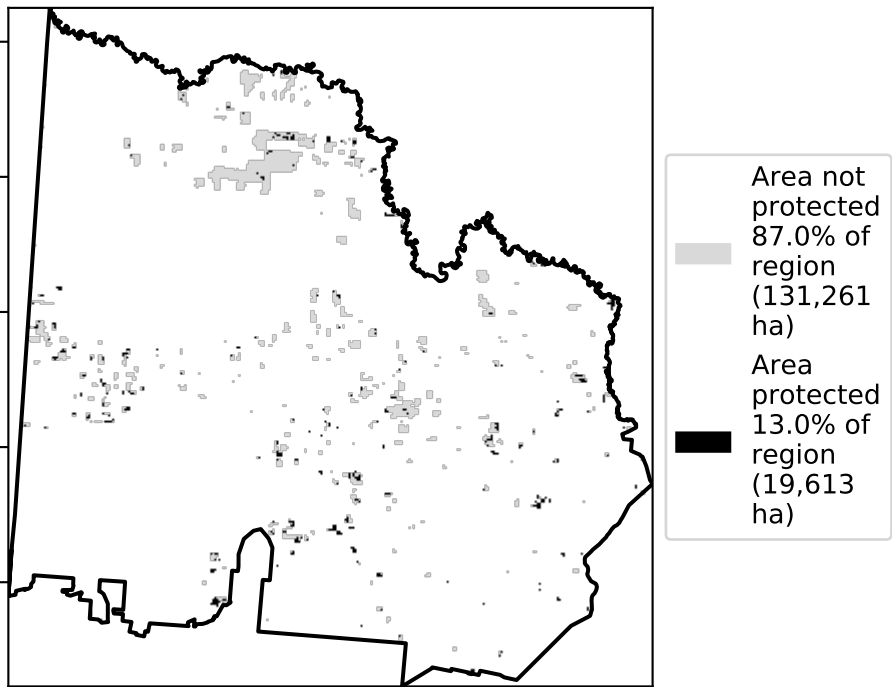 Area not
protected
87.0% of
region
(131,261
ha)
Area
protected
13.0% of
region
(19,613
ha)